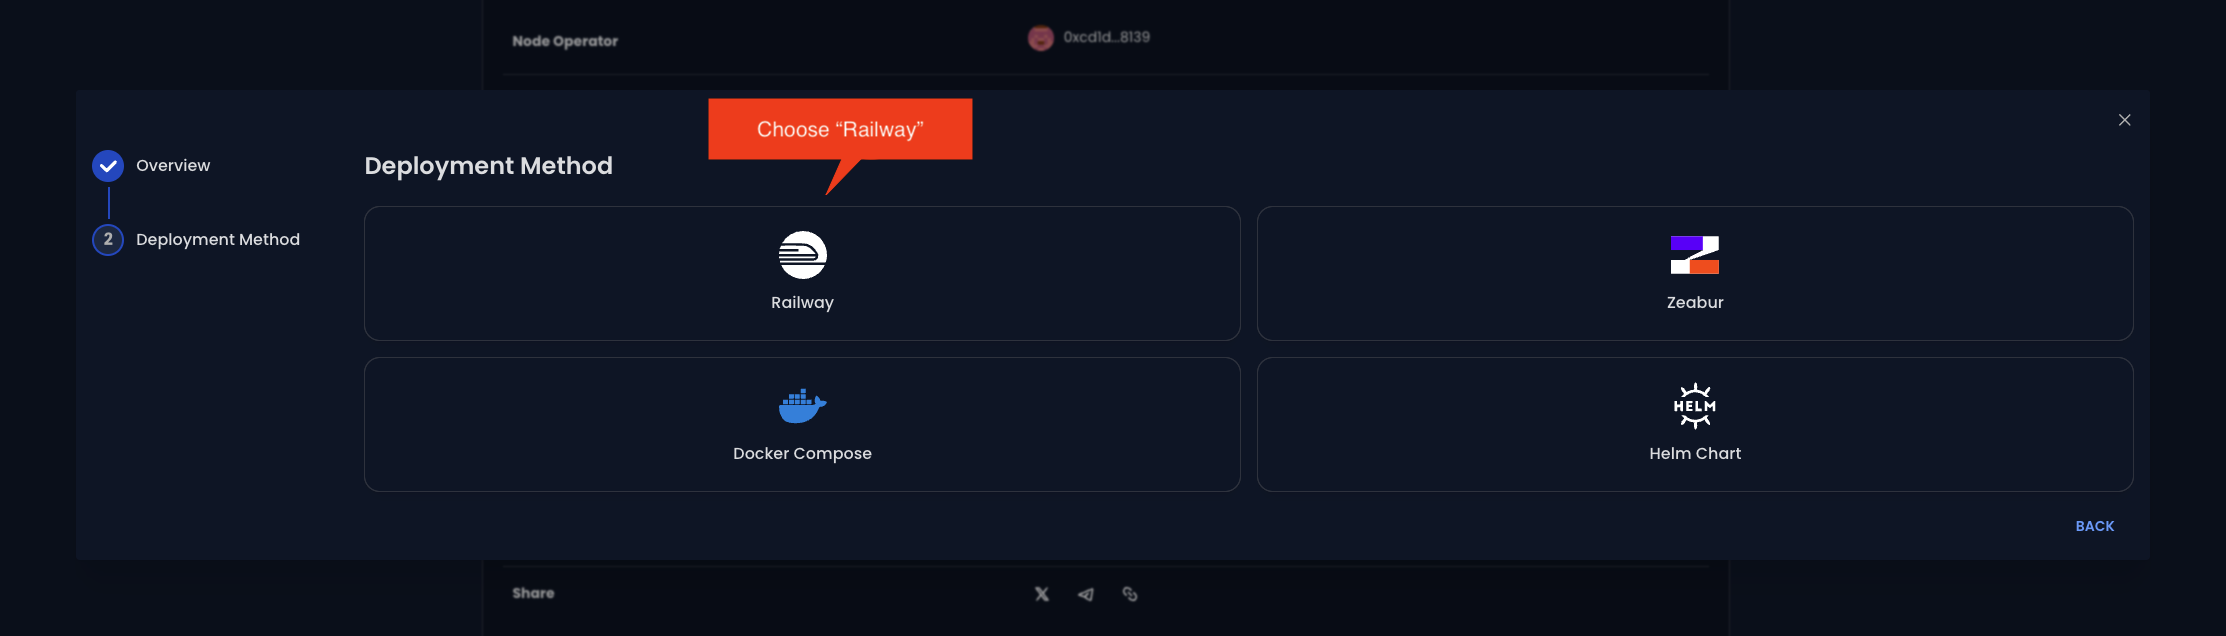 Node Operator
0xcd1d...8139
Choose “Railway”
Overview
Deployment Method
2
Deployment Method
Railway
Zeabur
Docker Compose
HELM
Helm Chart
BACK
Share